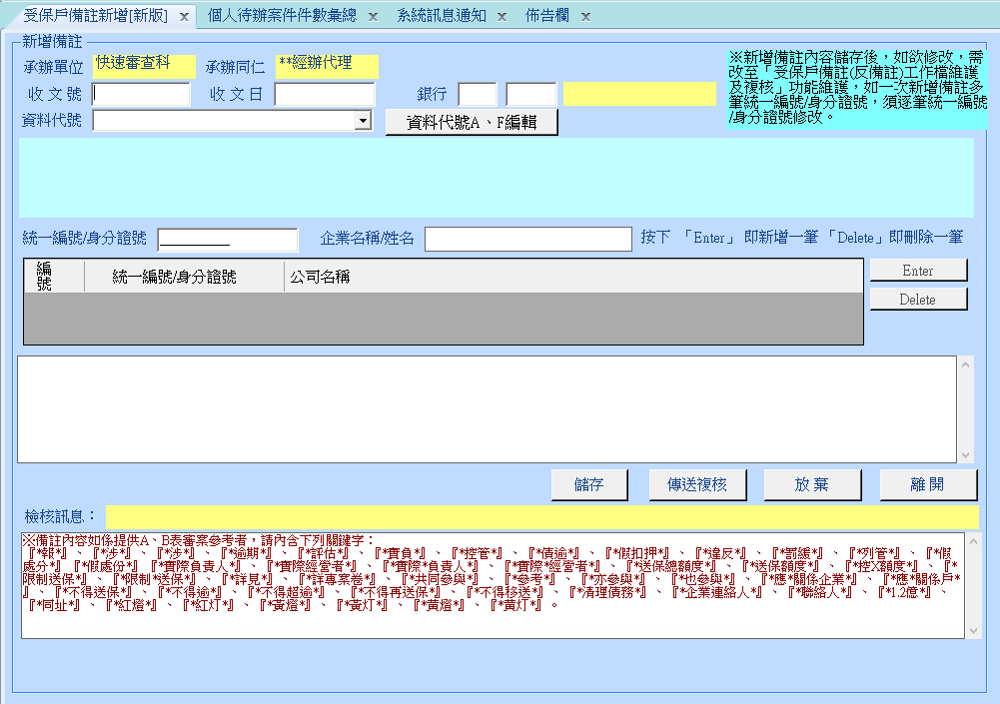 受保戶備註新增[新版] x 個人待辦案件件數彙總 x 系統訊息通知 x 佈告欄 x
新增備註
承辦單位 快速審查科 承辦同仁 **經辦代理
收文號 收文日 銀行
資料代號 資料代號A、F編輯
※新增備註內容儲存後，如欲修改，需
改至「受保戶備註(反備註)工作檔維護
及複核」功能維護，如一次新增備註多
筆統一編號/身分證號，須逐筆統一編號
/身分證號修改。
統一編號/身分證號 企業名稱/姓名 按下 「Enter」 即新增一筆 「Delete」即刪除一筆
編號 統一編號/身分證號 公司名稱
Enter
Delete
儲存 傳送複核 放棄 離開
檢核訊息：
※備註內容如係提供A、B表審案參考者，請內含下列關鍵字：
『*報*』、『*涉*』、『*涉*』、『*逾期*』、『*評估*』、『*實負*』、『*控管*』、『*債逾*』、『*假扣押*』、『*違反*』、『*罰緩*』、『*列管*』、『*假
處分*』『*假處份*』『*實際負責人*』、『*實際經營者*』、『*實際*負責人*』、『*實際*經營者*』、『*送保總額度*』、『*送保額度*』、『*控X額度*』、『*
限制送保*』、『*限制*送保*』、『*詳見*』、『*詳專案卷*』、『*共同參與*』、『*參考*』、『*亦參與*』、『*也參與*』、『*應*關係企業*』、『*應*關係戶*
』、『*不得送保*』、『*不得逾*』、『*不得超逾*』、『*不得再送保*』、『*不得移送*』、『*清理債務*』、『*企業連絡人*』、『*聯絡人*』、『*1.2億*』、
『*同址*』、『*紅燈*』、『*紅灯*』、『*黃燈*』、『*黃灯*』、『*黄燈*』、『*黄灯*』。